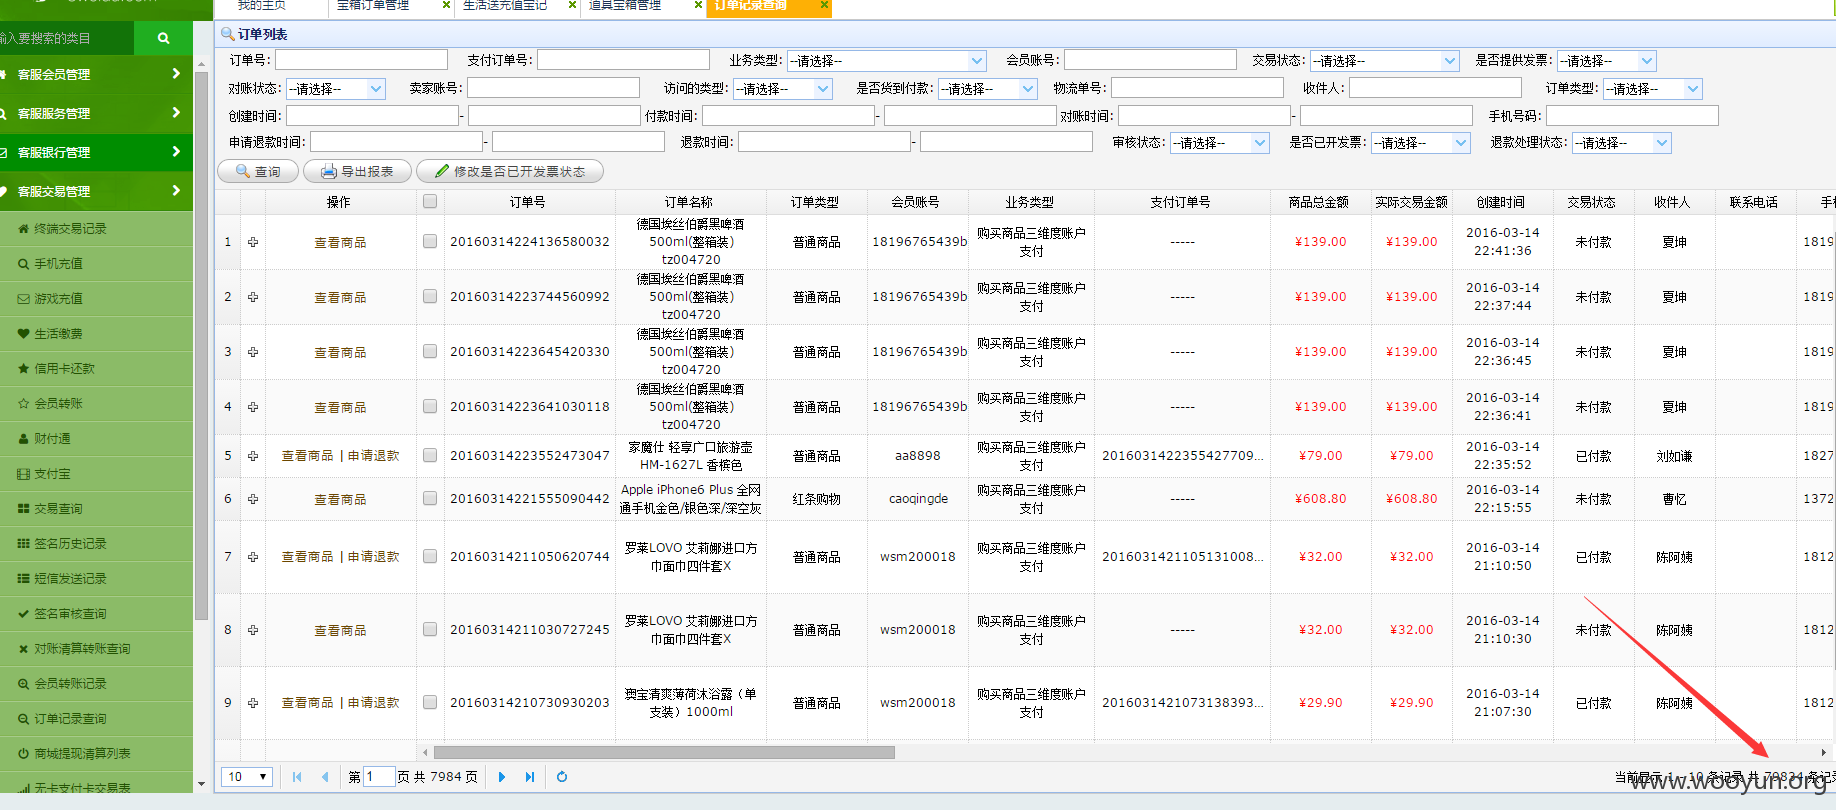 我的主页 宝箱订单管理 × 生活送充值宝记 × 道具宝箱管理 × 订单记录查询 ×
输入要搜索的类目
客服会员管理
客服服务管理
客服银行管理
客服交易管理
终端交易记录
手机充值
游戏充值
生活缴费
信用卡还款
会员转账
财付通
支付宝
交易查询
签名历史记录
短信发送记录
签名审核查询
对账清算转账查询
会员转账记录
订单记录查询
商城提现清算列表
无卡支付卡交易表
订单列表
订单号: 支付订单号: 业务类型: --请选择-- 会员账号: 交易状态: --请选择-- 是否提供发票: --请选择--
对账状态: --请选择-- 卖家账号: 访问的类型: --请选择-- 是否货到付款: --请选择-- 物流单号: 收件人: 订单类型: --请选择--
创建时间: - 付款时间: - 对账时间: - 手机号码:
申请退款时间: - 退款时间: - 审核状态: --请选择-- 是否已开发票: --请选择-- 退款处理状态: --请选择--
查询 导出报表 修改是否已开发票状态
操作 订单号 订单名称 订单类型 会员账号 业务类型 支付订单号 商品总金额 实际交易金额 创建时间 交易状态 收件人 联系电话 手机
1 查看商品 20160314224136580032 德国埃丝伯爵黑啤酒 500ml(整箱装) tz004720 普通商品 18196765439b 购买商品三维度账户支付 ----- ¥139.00 ¥139.00 2016-03-14 22:41:36 未付款 夏坤 1819
2 查看商品 20160314223744560992 德国埃丝伯爵黑啤酒 500ml(整箱装) tz004720 普通商品 18196765439b 购买商品三维度账户支付 ----- ¥139.00 ¥139.00 2016-03-14 22:37:44 未付款 夏坤 1819
3 查看商品 20160314223645420330 德国埃丝伯爵黑啤酒 500ml(整箱装) tz004720 普通商品 18196765439b 购买商品三维度账户支付 ----- ¥139.00 ¥139.00 2016-03-14 22:36:45 未付款 夏坤 1819
4 查看商品 20160314223641030118 德国埃丝伯爵黑啤酒 500ml(整箱装) tz004720 普通商品 18196765439b 购买商品三维度账户支付 ----- ¥139.00 ¥139.00 2016-03-14 22:36:41 未付款 夏坤 1819
5 查看商品 | 申请退款 20160314223552473047 家魔仕 轻享广口旅游壶 HM-1627L 香槟色 普通商品 aa8898 购买商品三维度账户支付 2016031422355427709... ¥79.00 ¥79.00 2016-03-14 22:35:52 已付款 刘如谦 1827
6 查看商品 20160314221555090442 Apple iPhone6 Plus 全网通手机金色/银色深/深空灰 红条购物 caoqingde 购买商品三维度账户支付 ----- ¥608.80 ¥608.80 2016-03-14 22:15:55 未付款 曹忆 1372
7 查看商品 | 申请退款 20160314211050620744 罗莱LOVO 艾莉娜进口方巾面巾四件套X 普通商品 wsm200018 购买商品三维度账户支付 2016031421105131008... ¥32.00 ¥32.00 2016-03-14 21:10:50 已付款 陈阿姨 1812
8 查看商品 20160314211030727245 罗莱LOVO 艾莉娜进口方巾面巾四件套X 普通商品 wsm200018 购买商品三维度账户支付 ----- ¥32.00 ¥32.00 2016-03-14 21:10:30 未付款 陈阿姨 1812
9 查看商品 | 申请退款 20160314210730930203 澳宝清爽薄荷沐浴露（单支装）1000ml 普通商品 wsm200018 购买商品三维度账户支付 2016031421073138393... ¥29.90 ¥29.90 2016-03-14 21:07:30 已付款 陈阿姨 1812
10 第 1 页 共 7984 页 当前显示 1 - 10 条记录 共 79834 条记录
www.wooyun.org